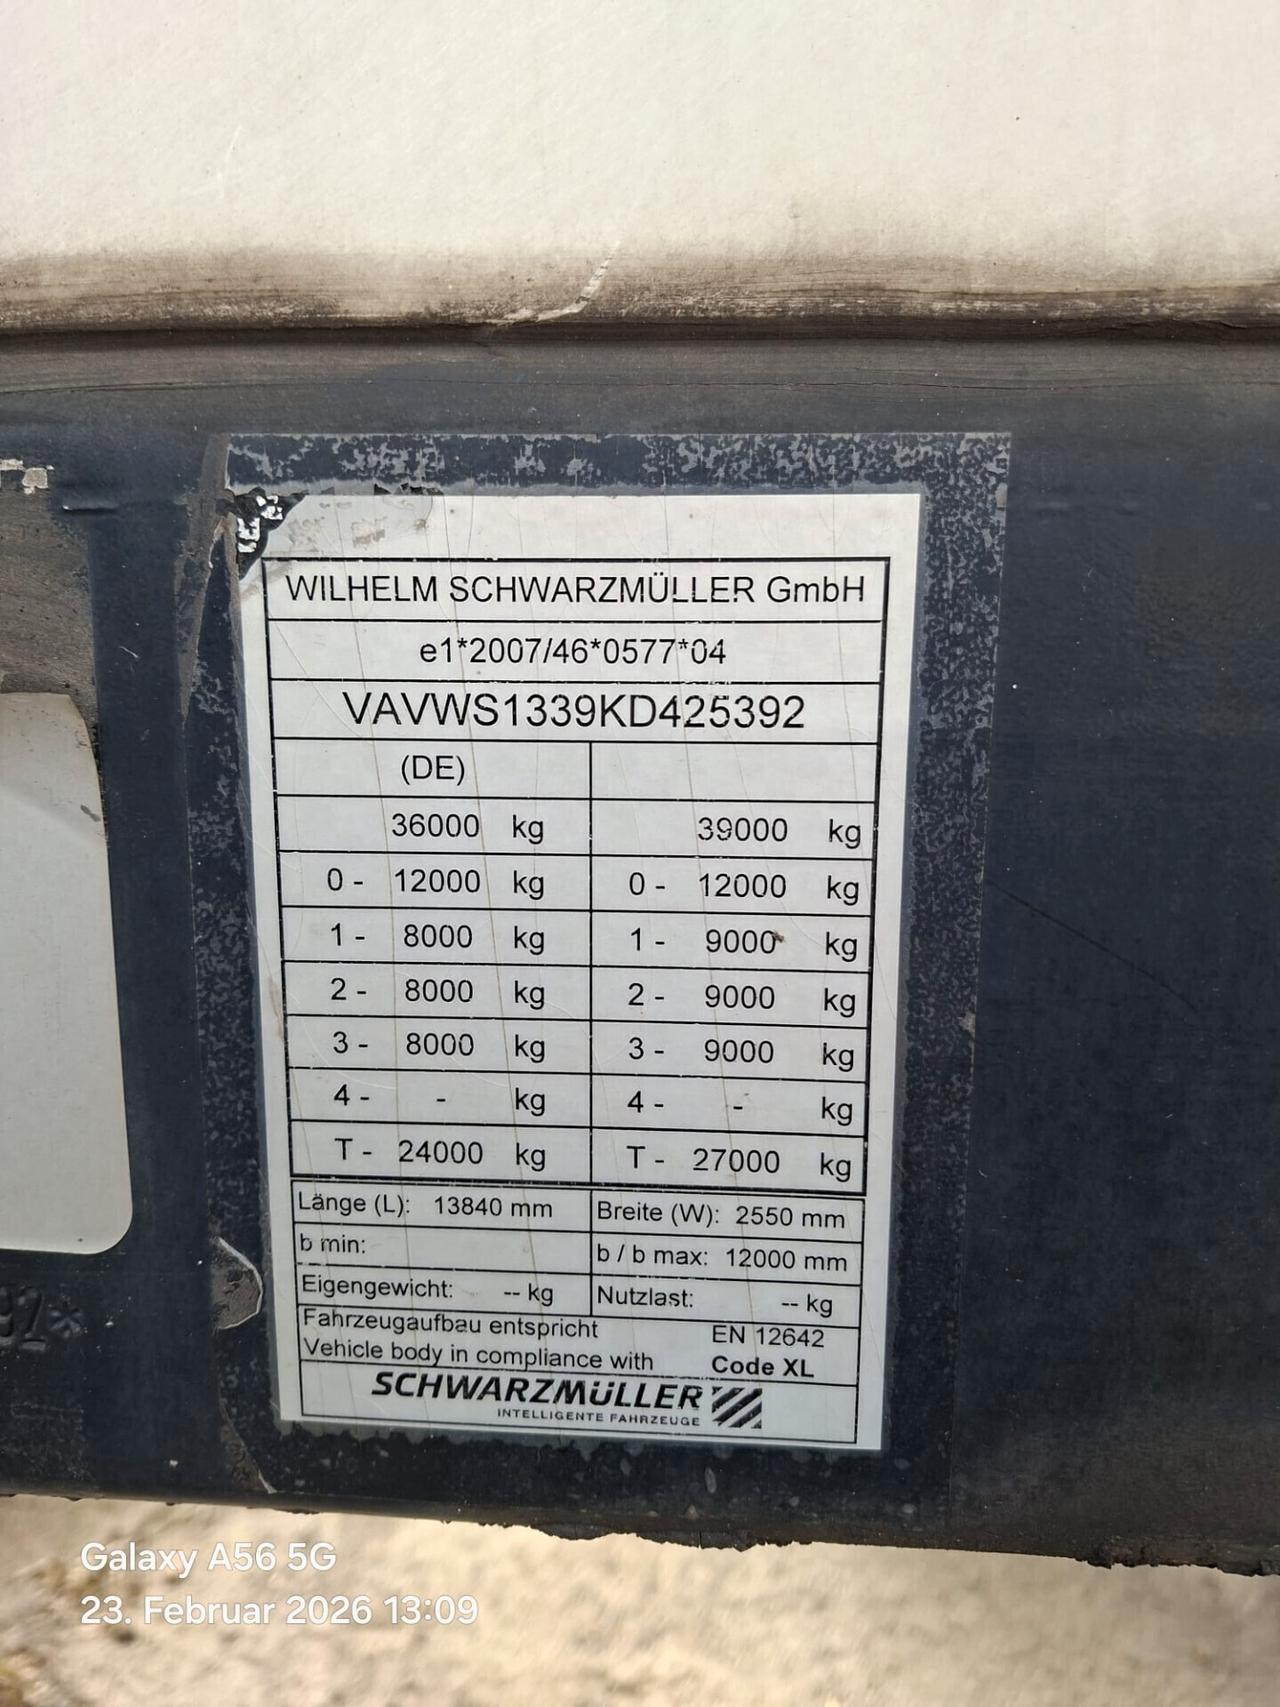 WILHELM SCHWARZMÜLLER GmbH
e1*2007/46*0577*04
VAVWS1339KD425392
(DE)
36000 kg 39000 kg
0 - 12000 kg 0 - 12000 kg
1 - 8000 kg 1 - 9000 kg
2 - 8000 kg 2 - 9000 kg
3 - 8000 kg 3 - 9000 kg
4 - - kg 4 - - kg
T - 24000 kg T - 27000 kg
Länge (L): 13840 mm Breite (W): 2550 mm
b min: b / b max: 12000 mm
Eigengewicht: -- kg Nutzlast: -- kg
Fahrzeugaufbau entspricht EN 12642
Vehicle body in compliance with Code XL
SCHWARZMÜLLER
INTELLIGENTE FAHRZEUGE
92*
Galaxy A56 5G
23. Februar 2026 13:09